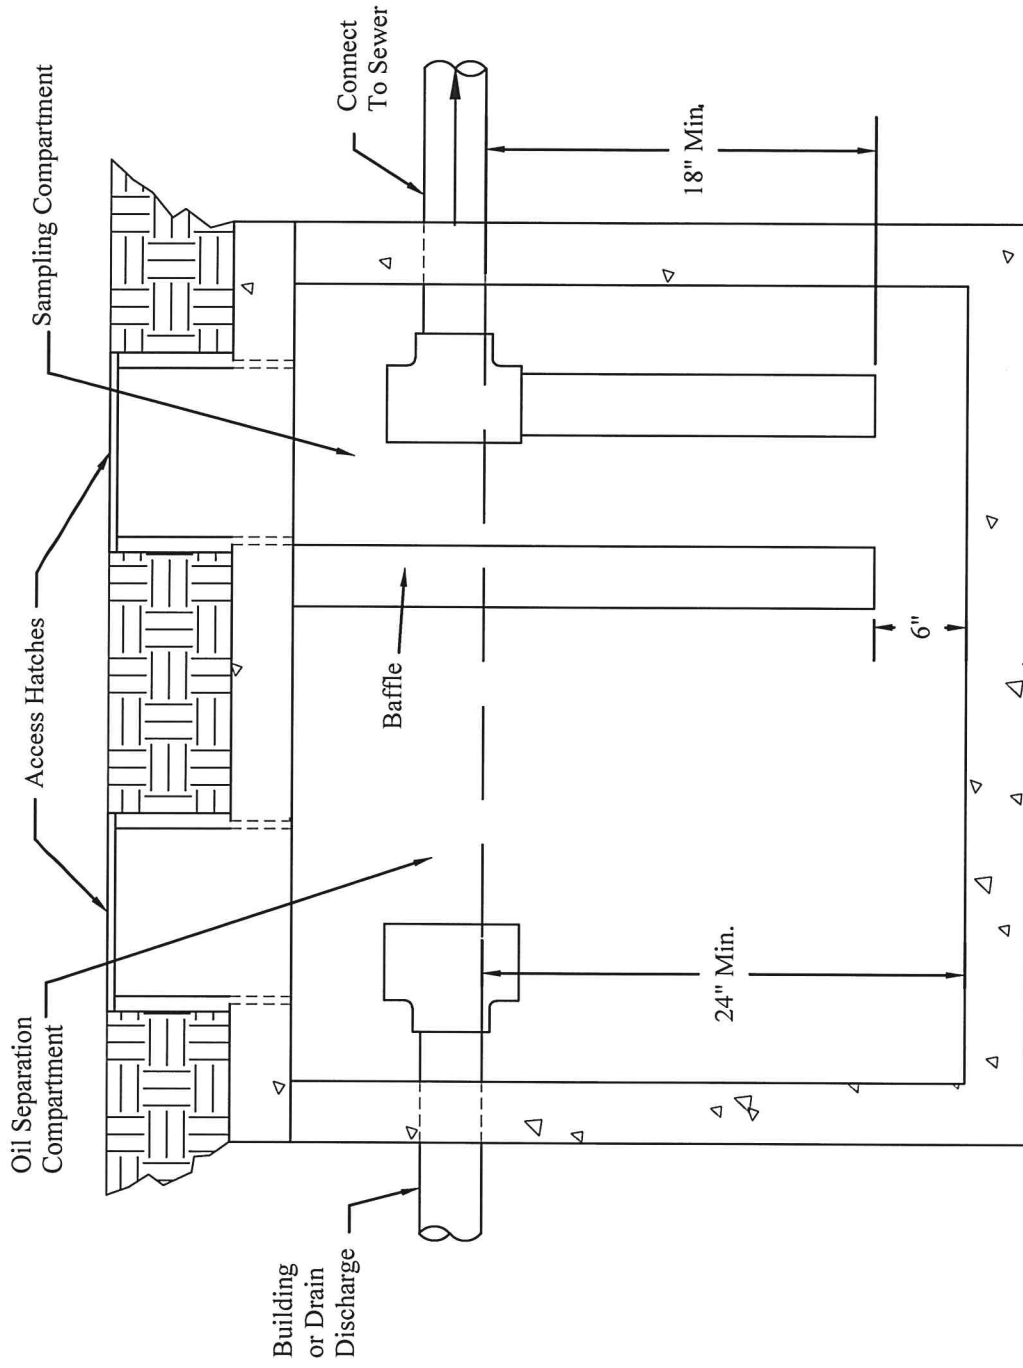 Oil Separation
Compartment
Access Hatches
Sampling Compartment
Building
or Drain
Discharge
Baffle
Connect
To Sewer
24" Min.
6"
18" Min.